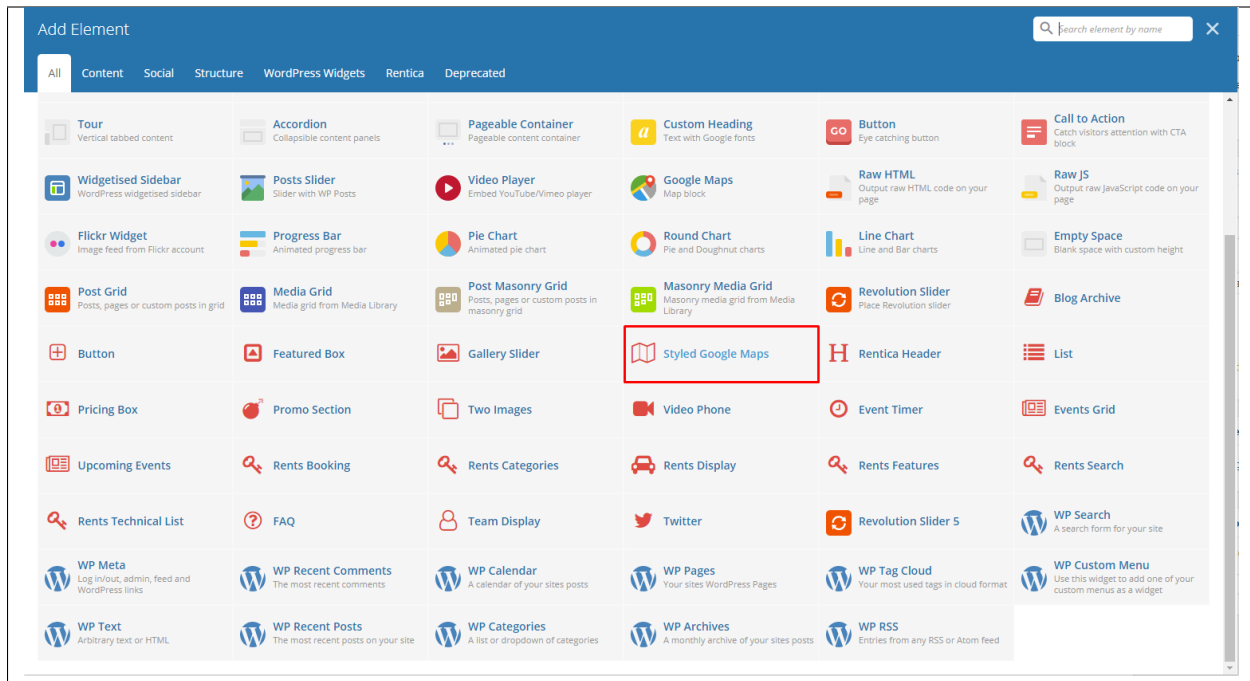 Add Element
Search element by name
All Content Social Structure WordPress Widgets Rentica Deprecated
Tour
Vertical tabbed content
Accordion
Collapsible content panels
Pageable Container
Pageable content container
a
Custom Heading
Text with Google fonts
GO
Button
Eye catching button
Call to Action
Catch visitors attention with CTA
block
Widgetised Sidebar
WordPress widgetised sidebar
Posts Slider
Slider with WP Posts
Video Player
Embed YouTube/Vimeo player
Google Maps
Map block
Raw HTML
Output raw HTML code on your
page
Raw JS
Output raw JavaScript code on your
page
Flickr Widget
Image feed from Flickr account
Progress Bar
Animated progress bar
Pie Chart
Animated pie chart
Round Chart
Pie and Doughnut charts
Line Chart
Line and Bar charts
Empty Space
Blank space with custom height
Post Grid
Posts, pages or custom posts in grid
Media Grid
Media grid from Media Library
Post Masonry Grid
Posts, pages or custom posts in
masonry grid
Masonry Media Grid
Masonry media grid from Media
Library
Revolution Slider
Place Revolution slider
Blog Archive
Button
Featured Box
Gallery Slider
Styled Google Maps
H
Rentica Header
List
Pricing Box
Promo Section
Two Images
Video Phone
Event Timer
Events Grid
Upcoming Events
Rents Booking
Rents Categories
Rents Display
Rents Features
Rents Search
Rents Technical List
FAQ
Team Display
Twitter
Revolution Slider 5
WP Search
A search form for your site
WP Meta
Log in/out, admin, feed and
WordPress links
WP Recent Comments
The most recent comments
WP Calendar
A calendar of your sites posts
WP Pages
Your sites WordPress Pages
WP Tag Cloud
Your most used tags in cloud format
WP Custom Menu
Use this widget to add one of your
custom menus as a widget
WP Text
Arbitrary text or HTML
WP Recent Posts
The most recent posts on your site
WP Categories
A list or dropdown of categories
WP Archives
A monthly archive of your sites posts
WP RSS
Entries from any RSS or Atom feed